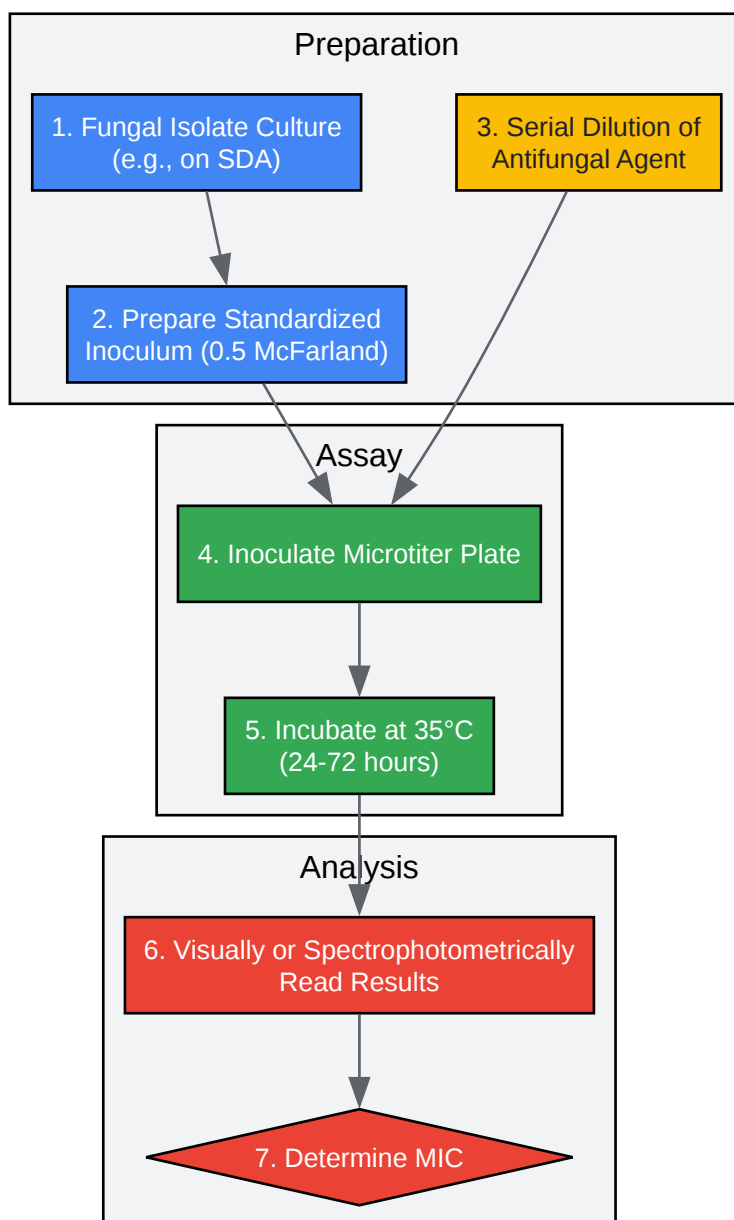 Preparation
1. Fungal Isolate Culture
(e.g., on SDA)
3. Serial Dilution of
Antifungal Agent
2. Prepare Standardized
Inoculum (0.5 McFarland)
Assay
4. Inoculate Microtiter Plate
5. Incubate at 35°C
(24-72 hours)
Analysis
6. Visually or Spectrophotometrically
Read Results
7. Determine MIC